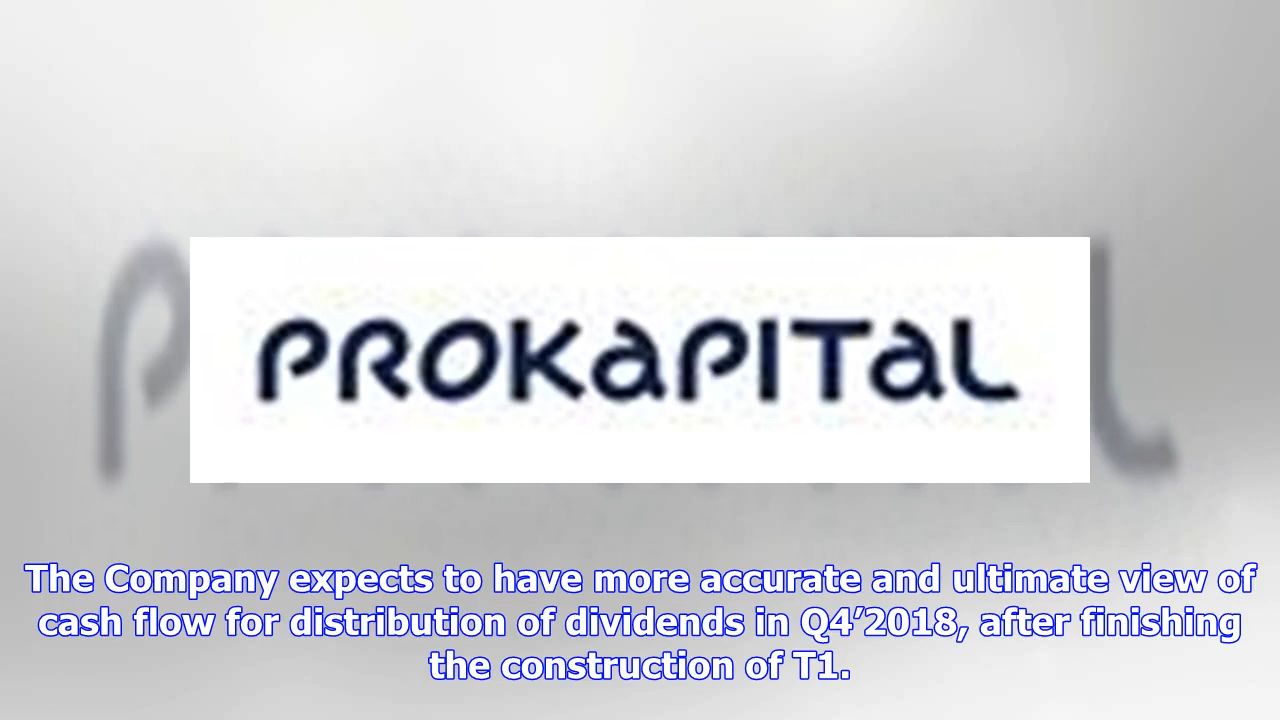 PROKAPITAL
The Company expects to have more accurate and ultimate view of
cash flow for distribution of dividends in Q4’2018, after finishing
the construction of T1.